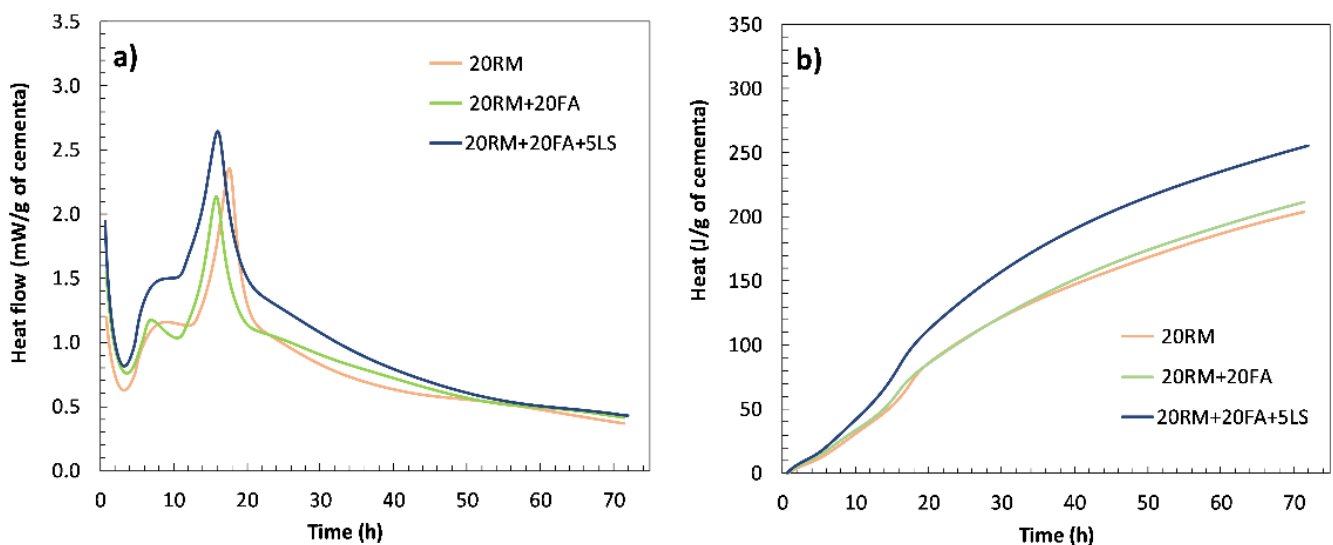 a)
20RM
20RM+20FA
20RM+20FA+5LS
Heat flow (mW/g of cementa)
3.5
3.0
2.5
2.0
1.5
1.0
0.5
0.0
0 10 20 30 40 50 60 70
Time (h)
b)
20RM
20RM+20FA
20RM+20FA+5LS
Heat (J/g of cementa)
350
300
250
200
150
100
50
0
0 10 20 30 40 50 60 70
Time (h)